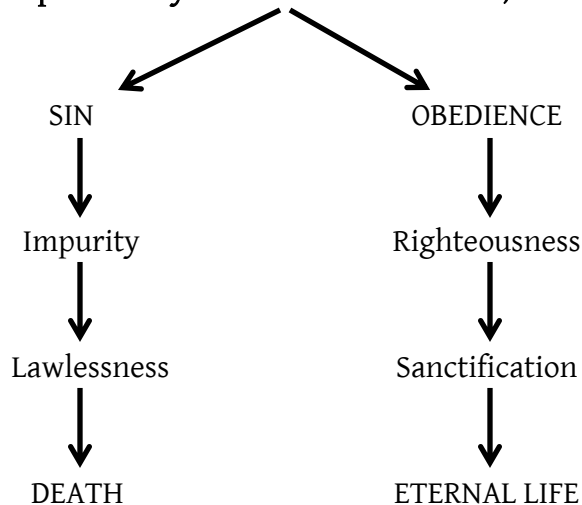 SIN
OBEDIENCE
Impurity
Righteousness
Lawlessness
Sanctification
DEATH
ETERNAL LIFE